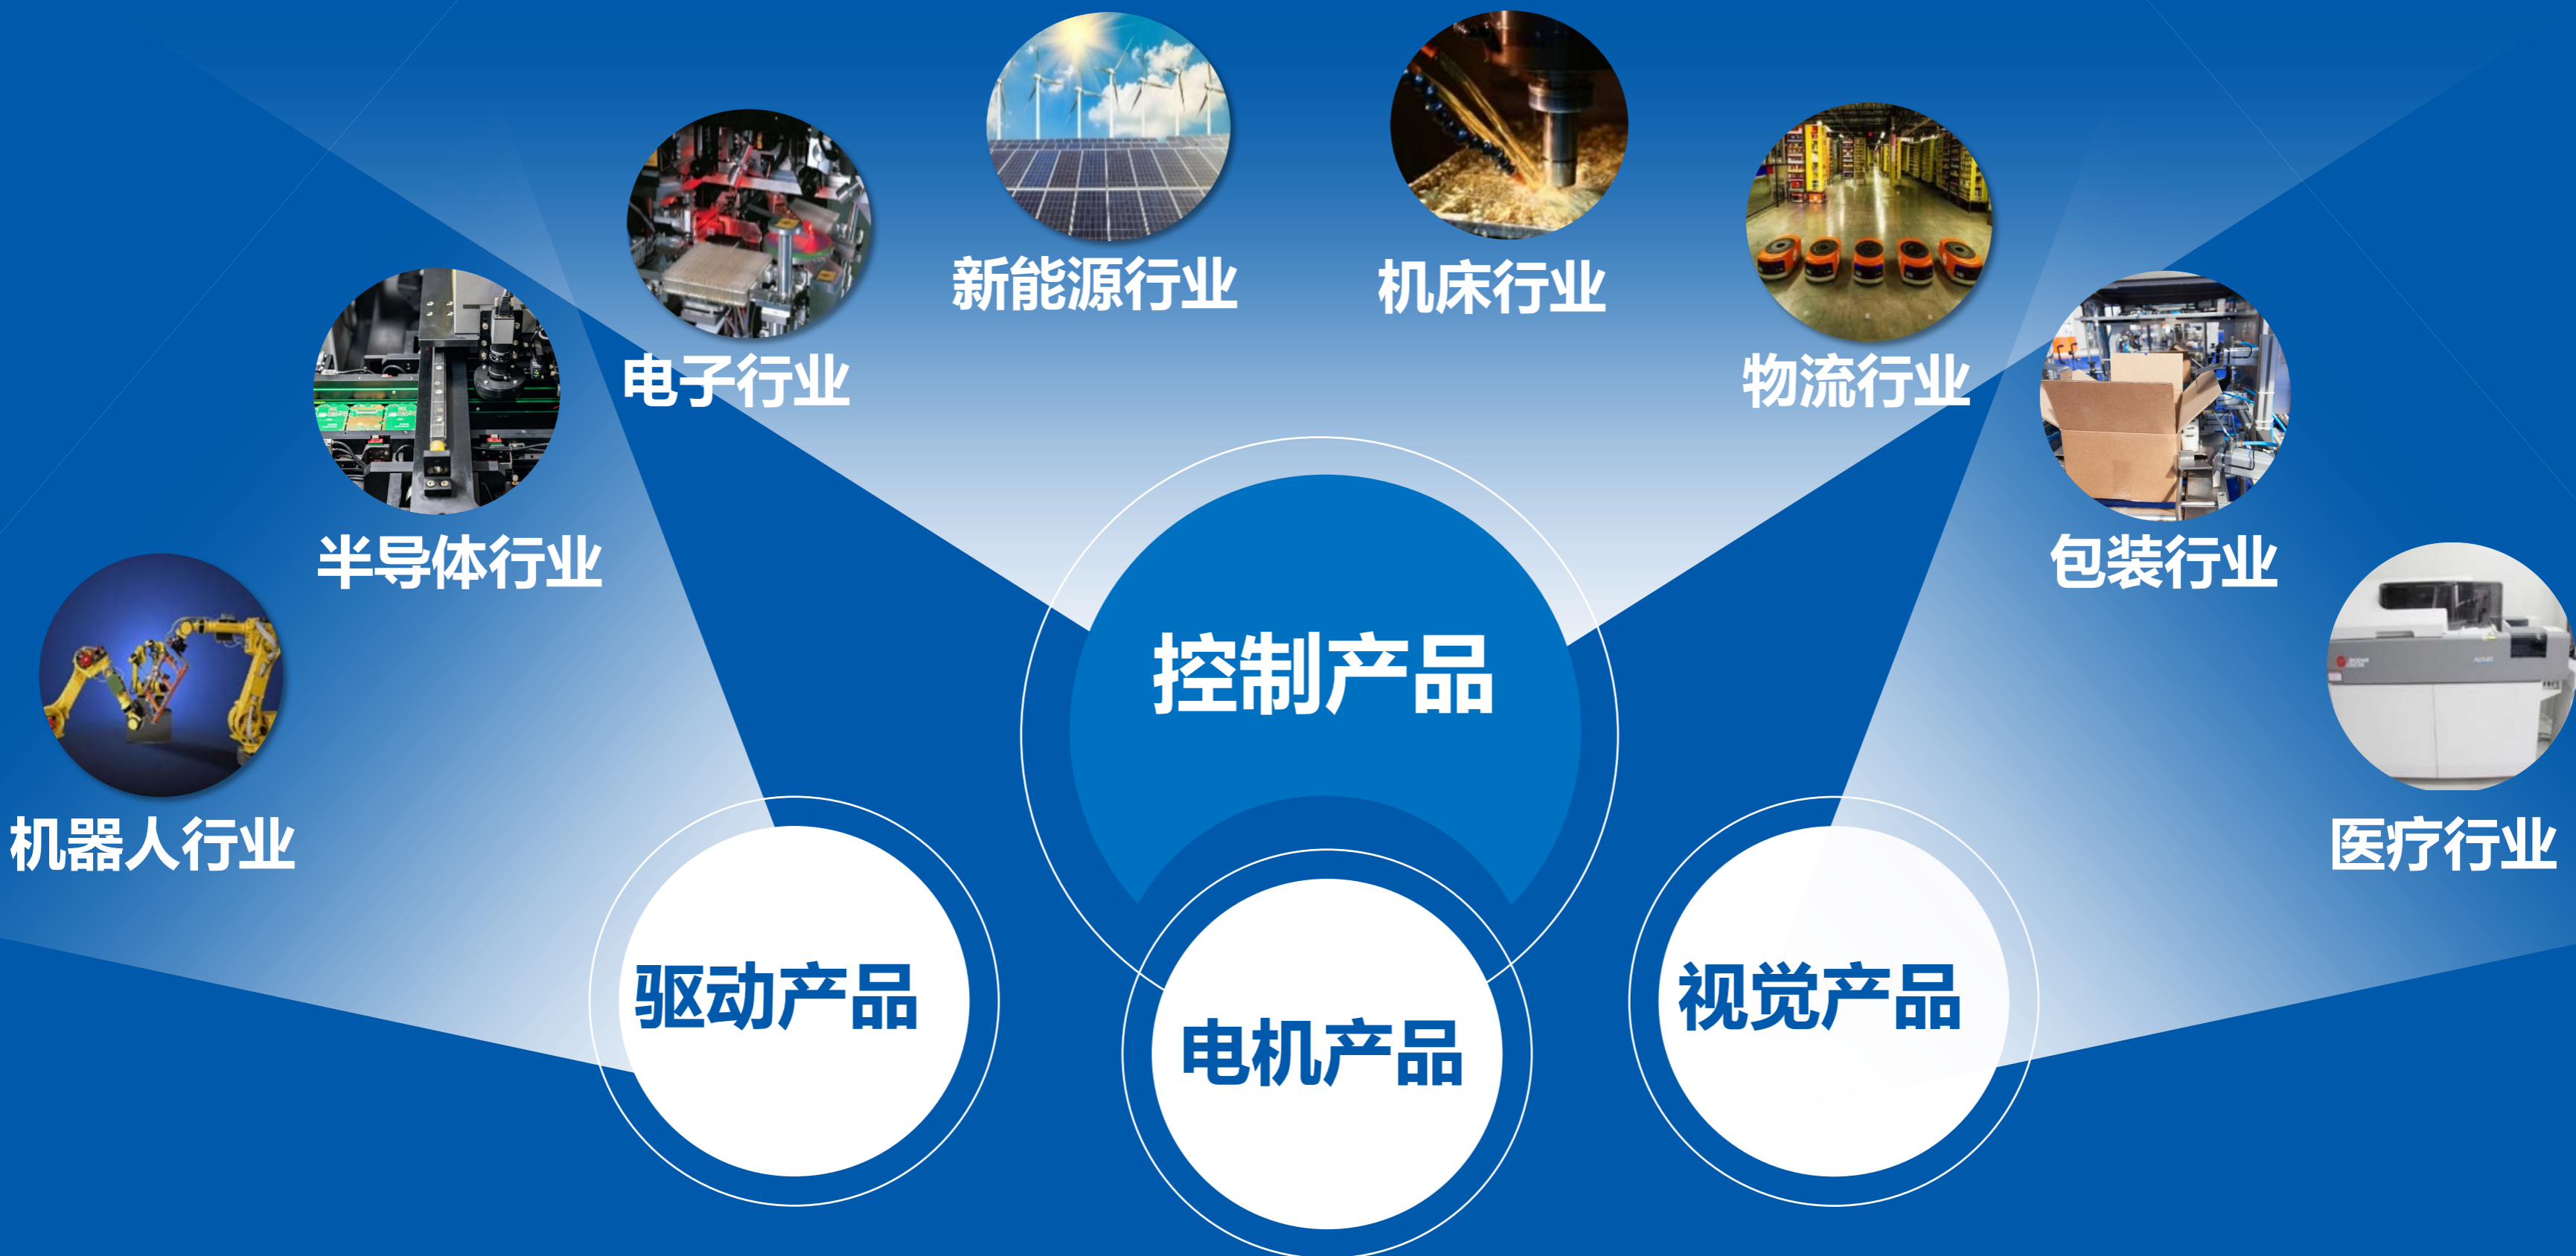 新能源行业
机床行业
电子行业
物流行业
半导体行业
包装行业
机器人行业
医疗行业
控制产品
驱动产品
视觉产品
电机产品